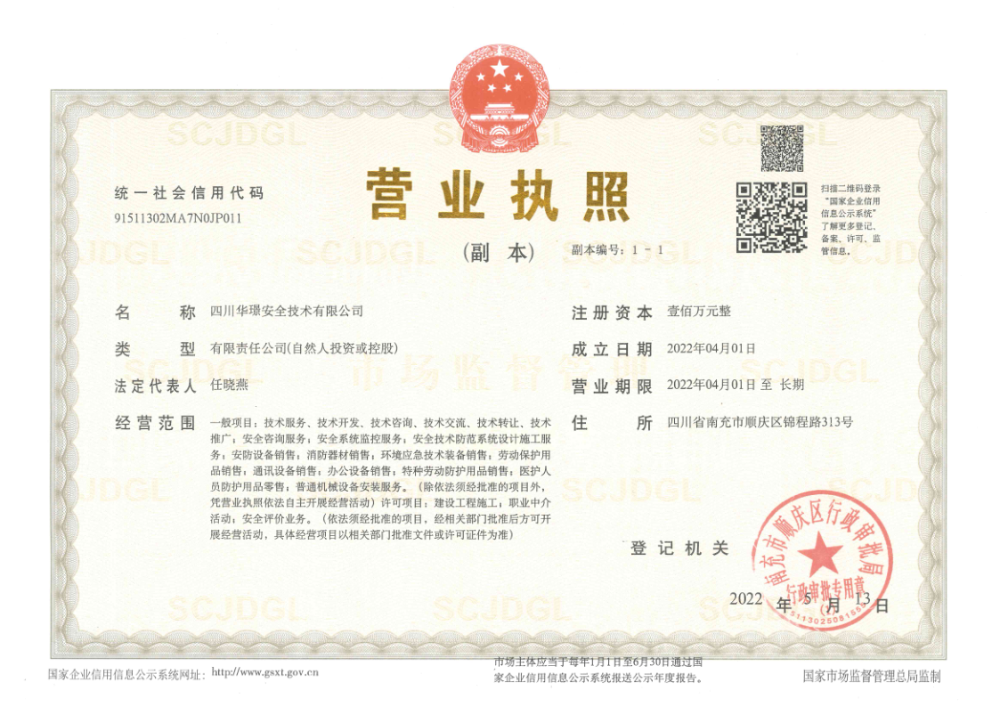 营业执照
（副 本） 副本编号：1 - 1
统一社会信用代码
91511302MA7N0JP011
扫描二维码登录
“国家企业信用
信息公示系统”
了解更多登记、
备案、许可、监
管信息。
名 称 四川华璟安全技术有限公司
类 型 有限责任公司(自然人投资或控股)
法定代表人 任晓燕
经营范围 一般项目：技术服务、技术开发、技术咨询、技术交流、技术转让、技术
推广；安全咨询服务；安全系统监控服务；安全技术防范系统设计施工服
务；安防设备销售；消防器材销售；环境应急技术装备销售；劳动保护用
品销售；通讯设备销售；办公设备销售；特种劳动防护用品销售；医护人
员防护用品零售；普通机械设备安装服务。（除依法须经批准的项目外，
凭营业执照依法自主开展经营活动）许可项目：建设工程施工；职业中介
活动；安全评价业务。（依法须经批准的项目，经相关部门批准后方可开
展经营活动，具体经营项目以相关部门批准文件或许可证件为准）
注册资本 壹佰万元整
成立日期 2022年04月01日
营业期限 2022年04月01日 至 长期
住 所 四川省南充市顺庆区锦程路313号
登记机关
南充市顺庆区行政审批局
行政审批专用章
(1)
2022 年 5 月 13 日
国家企业信用信息公示系统网址：http://www.gsxt.gov.cn
市场主体应当于每年1月1日至6月30日通过国
家企业信用信息公示系统报送公示年度报告。
国家市场监督管理总局监制
SCJDGL
市场监督管理